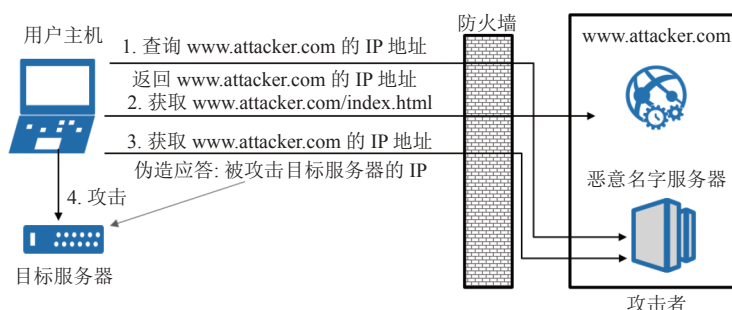 用户主机
防火墙
www.attacker.com
1. 查询 www.attacker.com 的 IP 地址
返回 www.attacker.com 的 IP 地址
2. 获取 www.attacker.com/index.html
3. 获取 www.attacker.com 的 IP 地址
伪造应答: 被攻击目标服务器的 IP
恶意名字服务器
4. 攻击
目标服务器
攻击者